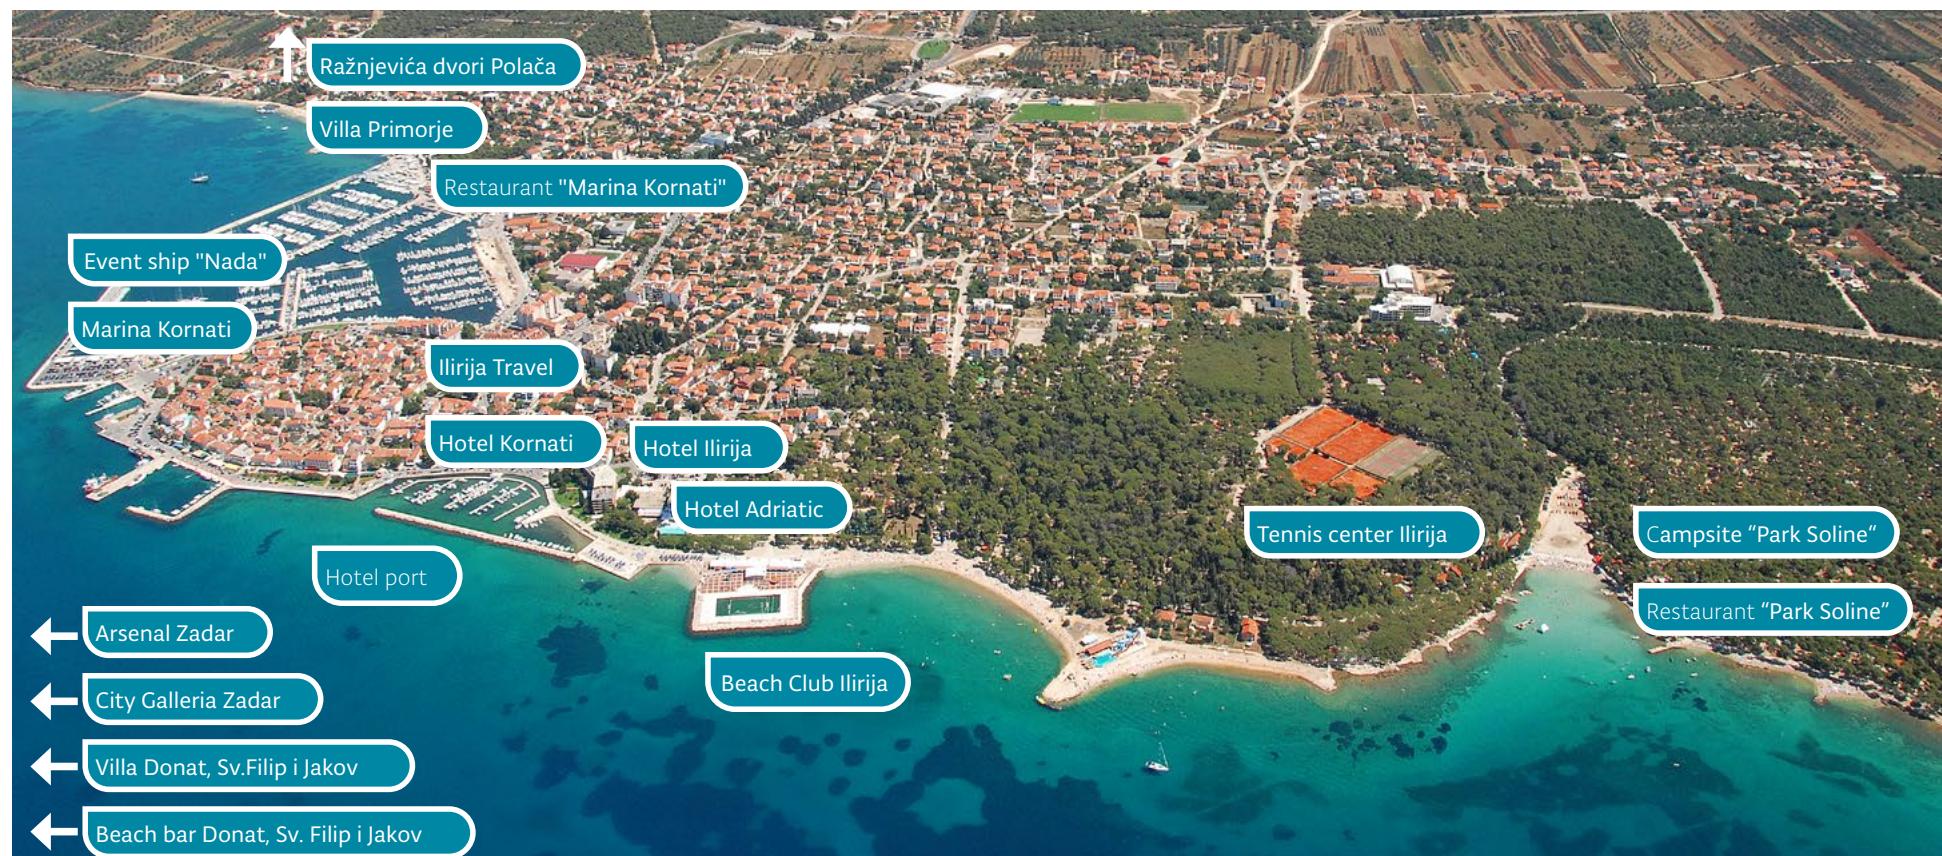 Ražnjevića dvori Polača
Villa Primorje
Restaurant "Marina Kornati"
Event ship "Nada"
Marina Kornati
Ilirija Travel
Hotel Kornati
Hotel Ilirija
Hotel Adriatic
Tennis center Ilirija
Campsite “Park Soline“
Hotel port
Restaurant “Park Soline”
Arsenal Zadar
Beach Club Ilirija
City Galleria Zadar
Villa Donat, Sv.Filip i Jakov
Beach bar Donat, Sv. Filip i Jakov